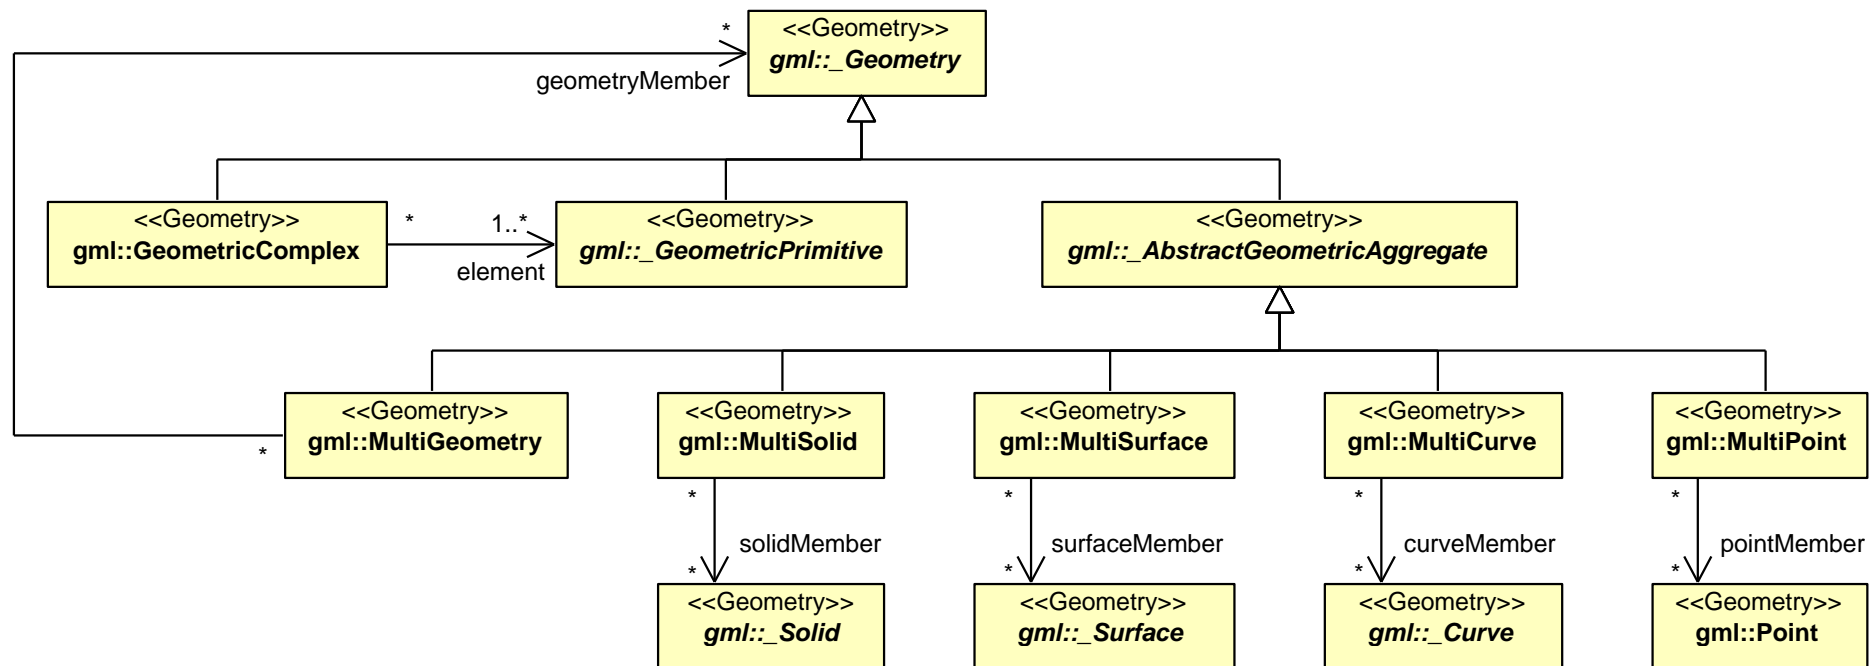 *
<<Geometry>>
gml::_Geometry
geometryMember
<<Geometry>>
gml::GeometricComplex
*
1..*
element
<<Geometry>>
gml::_GeometricPrimitive
<<Geometry>>
gml::_AbstractGeometricAggregate
*
<<Geometry>>
gml::MultiGeometry
<<Geometry>>
gml::MultiSolid
<<Geometry>>
gml::MultiSurface
<<Geometry>>
gml::MultiCurve
<<Geometry>>
gml::MultiPoint
*
*
*
*
solidMember
surfaceMember
curveMember
pointMember
*
*
*
*
<<Geometry>>
gml::_Solid
<<Geometry>>
gml::_Surface
<<Geometry>>
gml::_Curve
<<Geometry>>
gml::Point